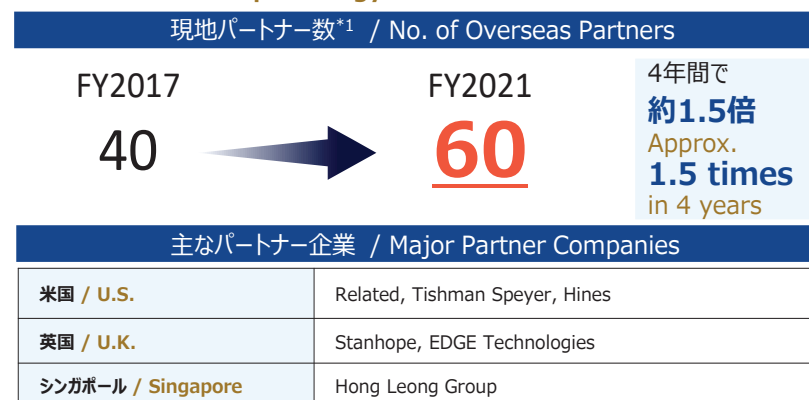 現地パートナー数*1 / No. of Overseas Partners
FY2017
FY2021
40
60
4年間で
約1.5倍
Approx.
1.5 times
in 4 years
主なパートナー企業 / Major Partner Companies
米国 / U.S.
Related, Tishman Speyer, Hines
英国 / U.K.
Stanhope, EDGE Technologies
シンガポール / Singapore
Hong Leong Group